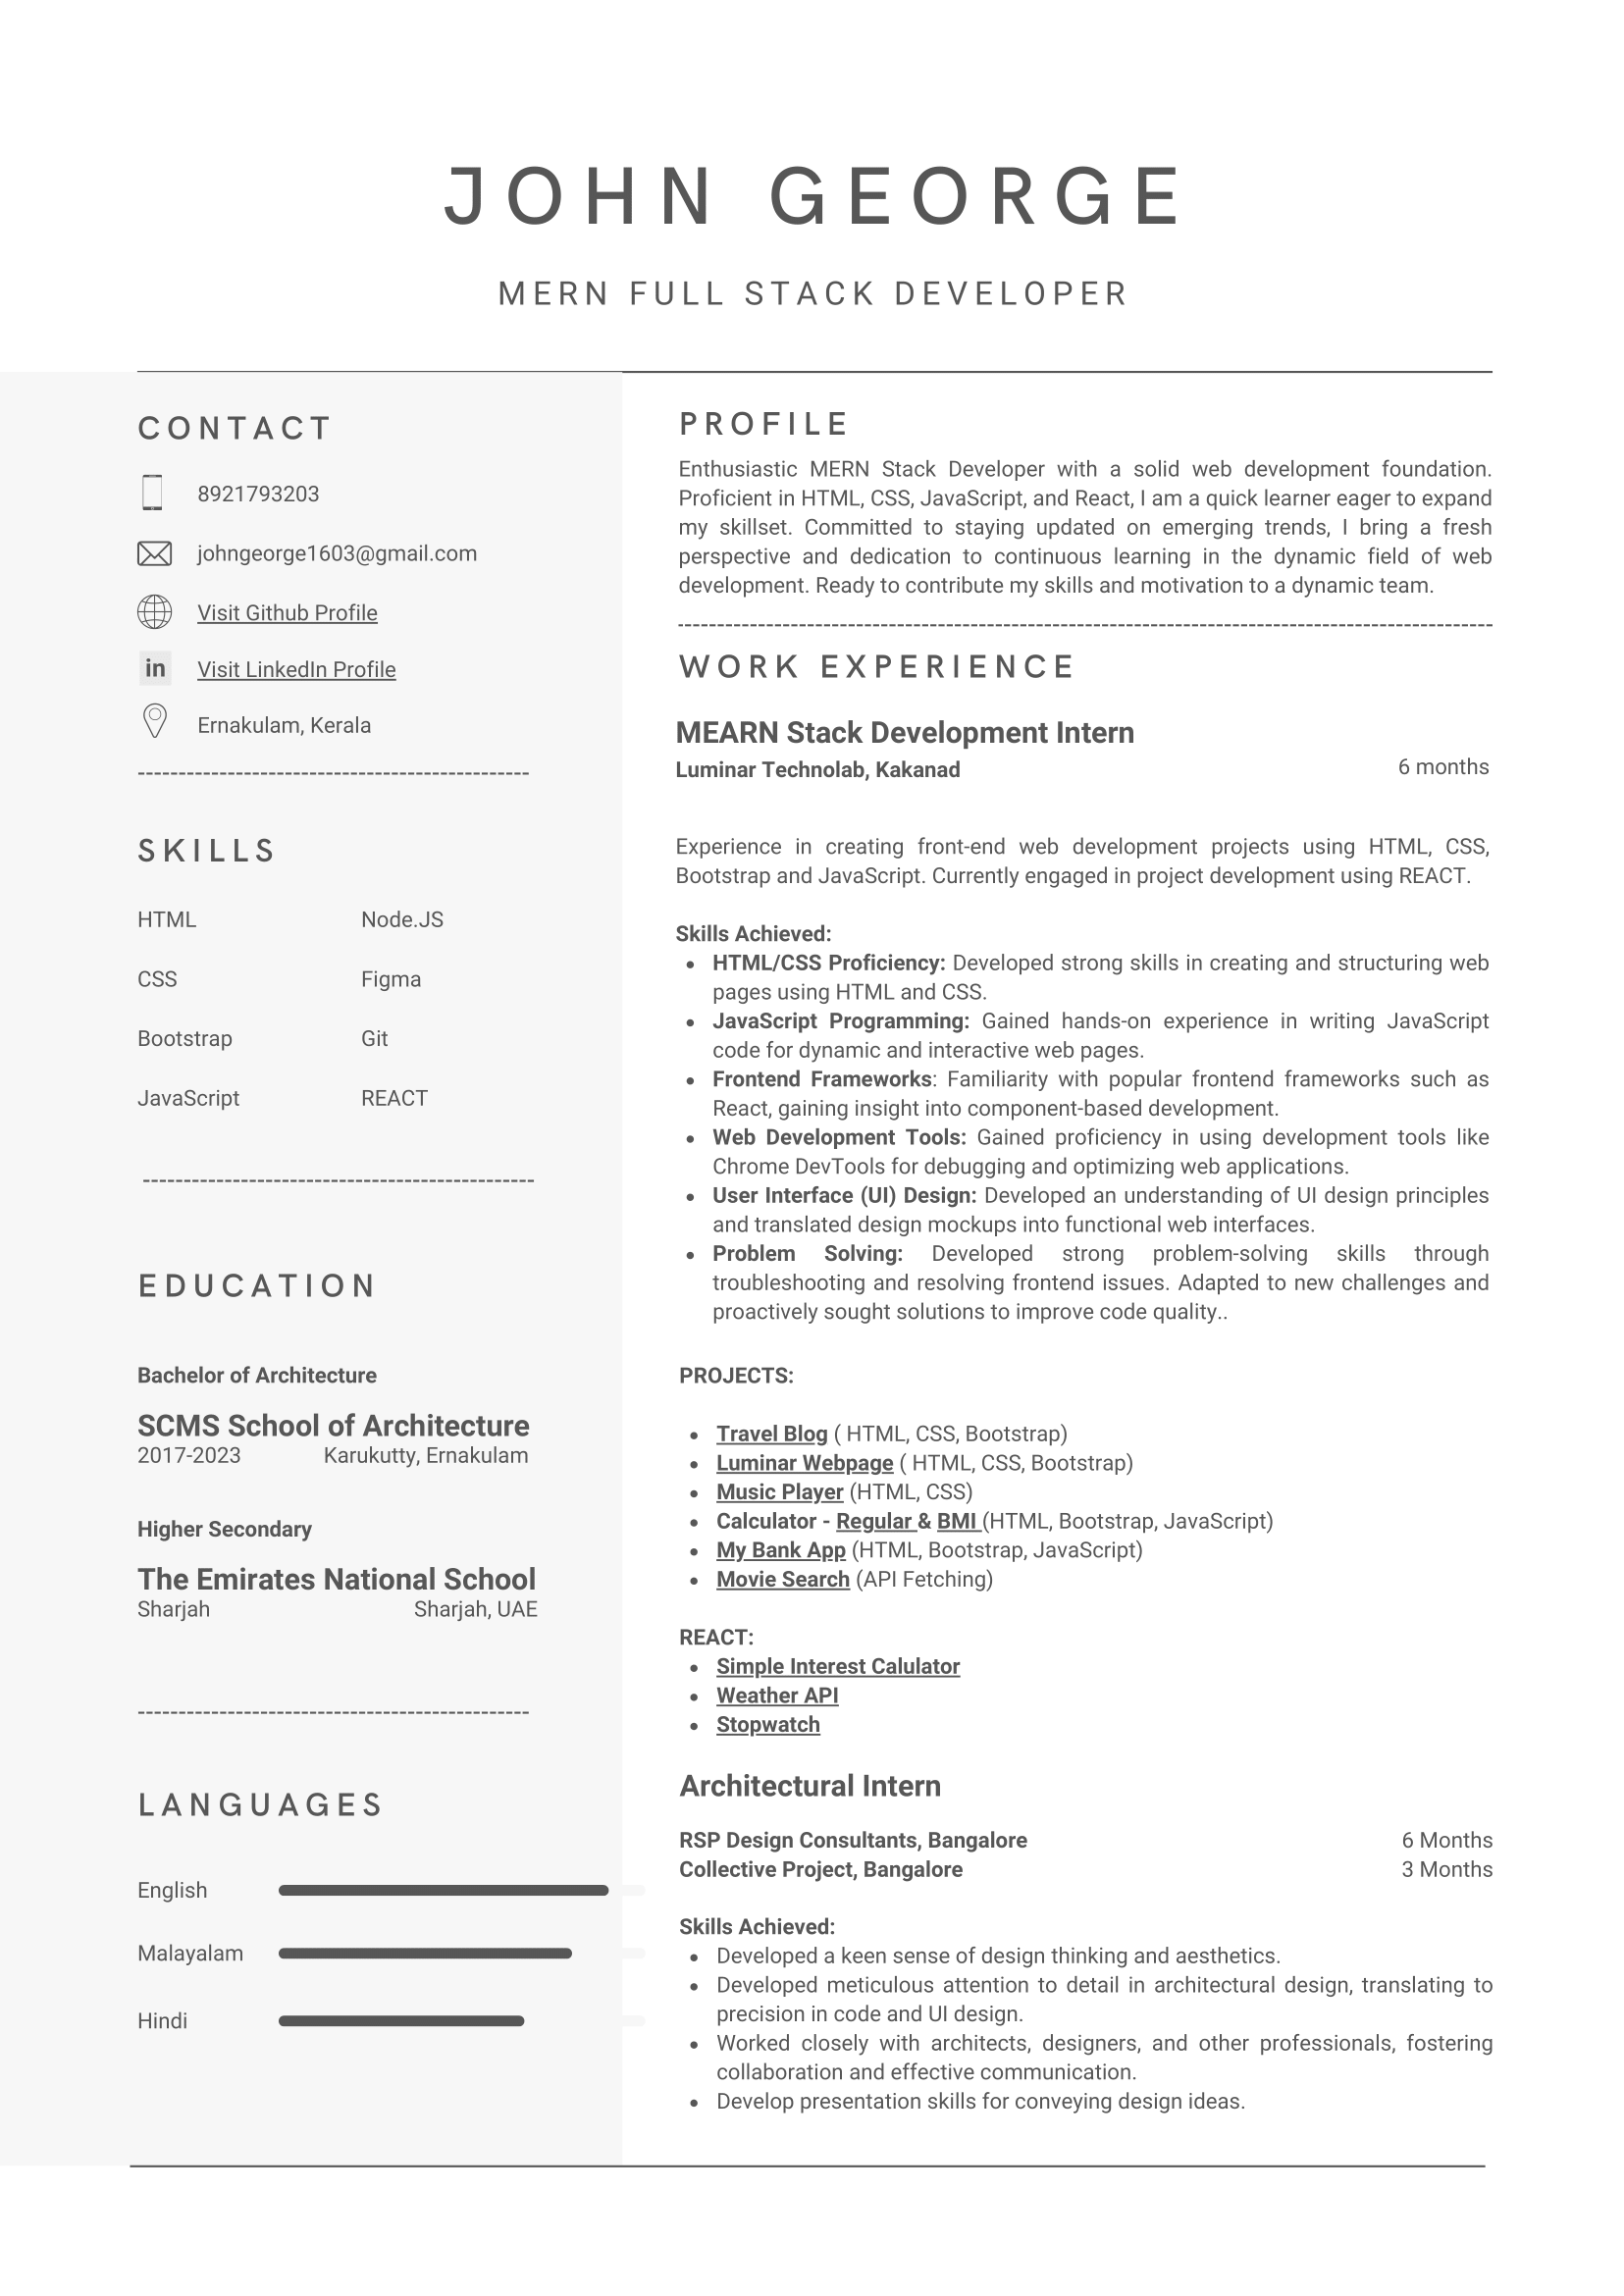 JOHN GEORGE
MERN FULL STACK DEVELOPER
CONTACT
8921793203
johngeorge1603@gmail.com
Visit Github Profile
in
Visit LinkedIn Profile
Ernakulam, Kerala
------------------------------------------------
SKILLS
HTML
Node.JS
CSS
Figma
Bootstrap
Git
JavaScript
REACT
------------------------------------------------
EDUCATION
Bachelor of Architecture
SCMS School of Architecture
2017-2023 Karukutty, Ernakulam
Higher Secondary
The Emirates National School
Sharjah Sharjah, UAE
------------------------------------------------
LANGUAGES
English
Malayalam
Hindi
PROFILE
Enthusiastic MERN Stack Developer with a solid web development foundation.
Proficient in HTML, CSS, JavaScript, and React, I am a quick learner eager to expand
my skillset. Committed to staying updated on emerging trends, I bring a fresh
perspective and dedication to continuous learning in the dynamic field of web
development. Ready to contribute my skills and motivation to a dynamic team.
----------------------------------------------------------------------------------------------------
WORK EXPERIENCE
MEARN Stack Development Intern
Luminar Technolab, Kakanad 6 months
Experience in creating front-end web development projects using HTML, CSS,
Bootstrap and JavaScript. Currently engaged in project development using REACT.
Skills Achieved:
• HTML/CSS Proficiency: Developed strong skills in creating and structuring web
pages using HTML and CSS.
• JavaScript Programming: Gained hands-on experience in writing JavaScript
code for dynamic and interactive web pages.
• Frontend Frameworks: Familiarity with popular frontend frameworks such as
React, gaining insight into component-based development.
• Web Development Tools: Gained proficiency in using development tools like
Chrome DevTools for debugging and optimizing web applications.
• User Interface (UI) Design: Developed an understanding of UI design principles
and translated design mockups into functional web interfaces.
• Problem Solving: Developed strong problem-solving skills through
troubleshooting and resolving frontend issues. Adapted to new challenges and
proactively sought solutions to improve code quality..
PROJECTS:
• Travel Blog ( HTML, CSS, Bootstrap)
• Luminar Webpage ( HTML, CSS, Bootstrap)
• Music Player (HTML, CSS)
• Calculator - Regular & BMI (HTML, Bootstrap, JavaScript)
• My Bank App (HTML, Bootstrap, JavaScript)
• Movie Search (API Fetching)
REACT:
• Simple Interest Calulator
• Weather API
• Stopwatch
Architectural Intern
RSP Design Consultants, Bangalore 6 Months
Collective Project, Bangalore 3 Months
Skills Achieved:
• Developed a keen sense of design thinking and aesthetics.
• Developed meticulous attention to detail in architectural design, translating to
precision in code and UI design.
• Worked closely with architects, designers, and other professionals, fostering
collaboration and effective communication.
• Develop presentation skills for conveying design ideas.